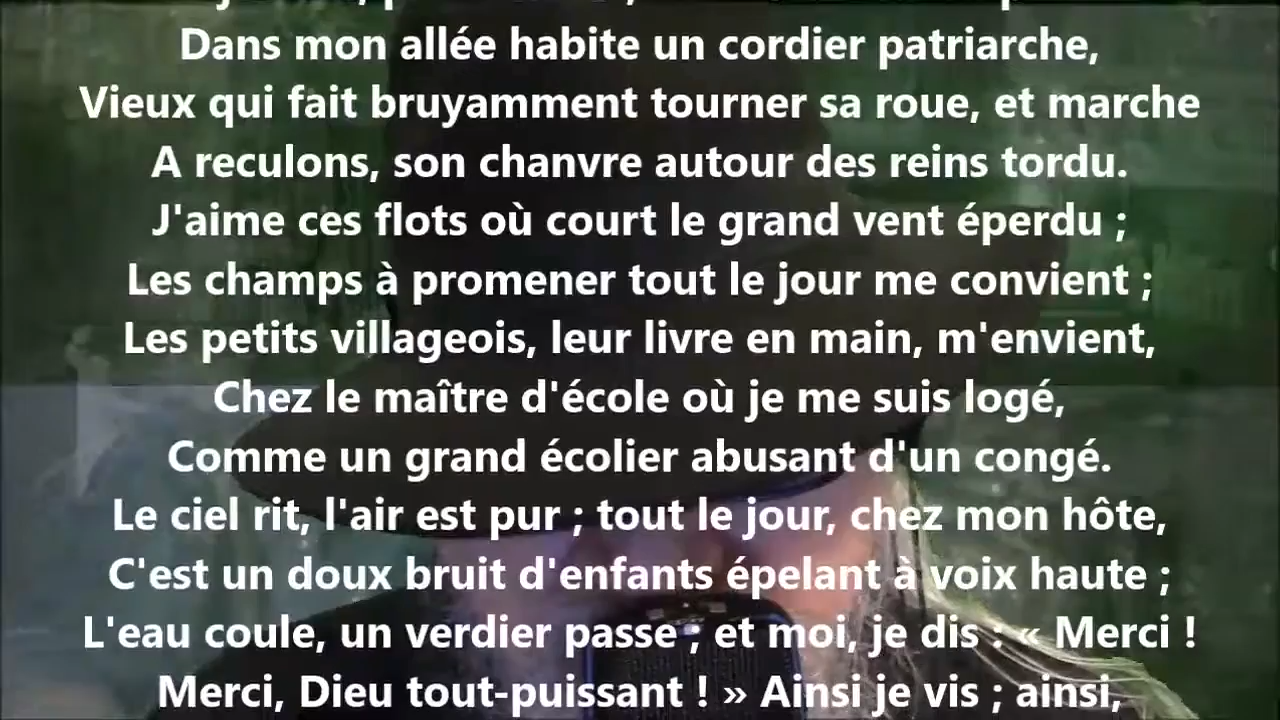 Dans mon allée habite un cordier patriarche,
Vieux qui fait bruyamment tourner sa roue, et marche
A reculons, son chanvre autour des reins tordu.
J'aime ces flots où court le grand vent éperdu ;
Les champs à promener tout le jour me convient ;
Les petits villageois, leur livre en main, m'envient,
Chez le maître d'école où je me suis logé,
Comme un grand écolier abusant d'un congé.
Le ciel rit, l'air est pur ; tout le jour, chez mon hôte,
C'est un doux bruit d'enfants épelant à voix haute ;
L'eau coule, un verdier passe ; et moi, je dis : « Merci !
Merci, Dieu tout-puissant ! » Ainsi je vis ; ainsi,